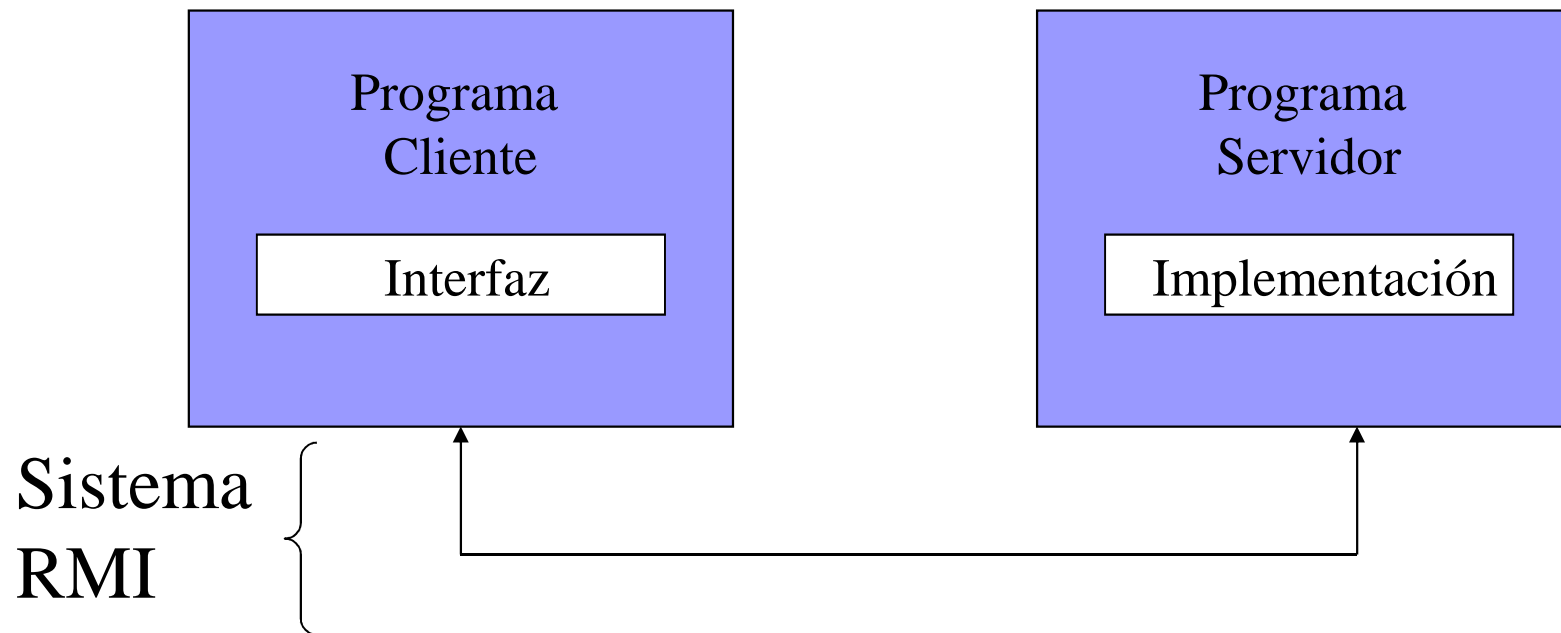 Programa
Cliente
Interfaz
Programa
Servidor
Implementación
Sistema
RMI